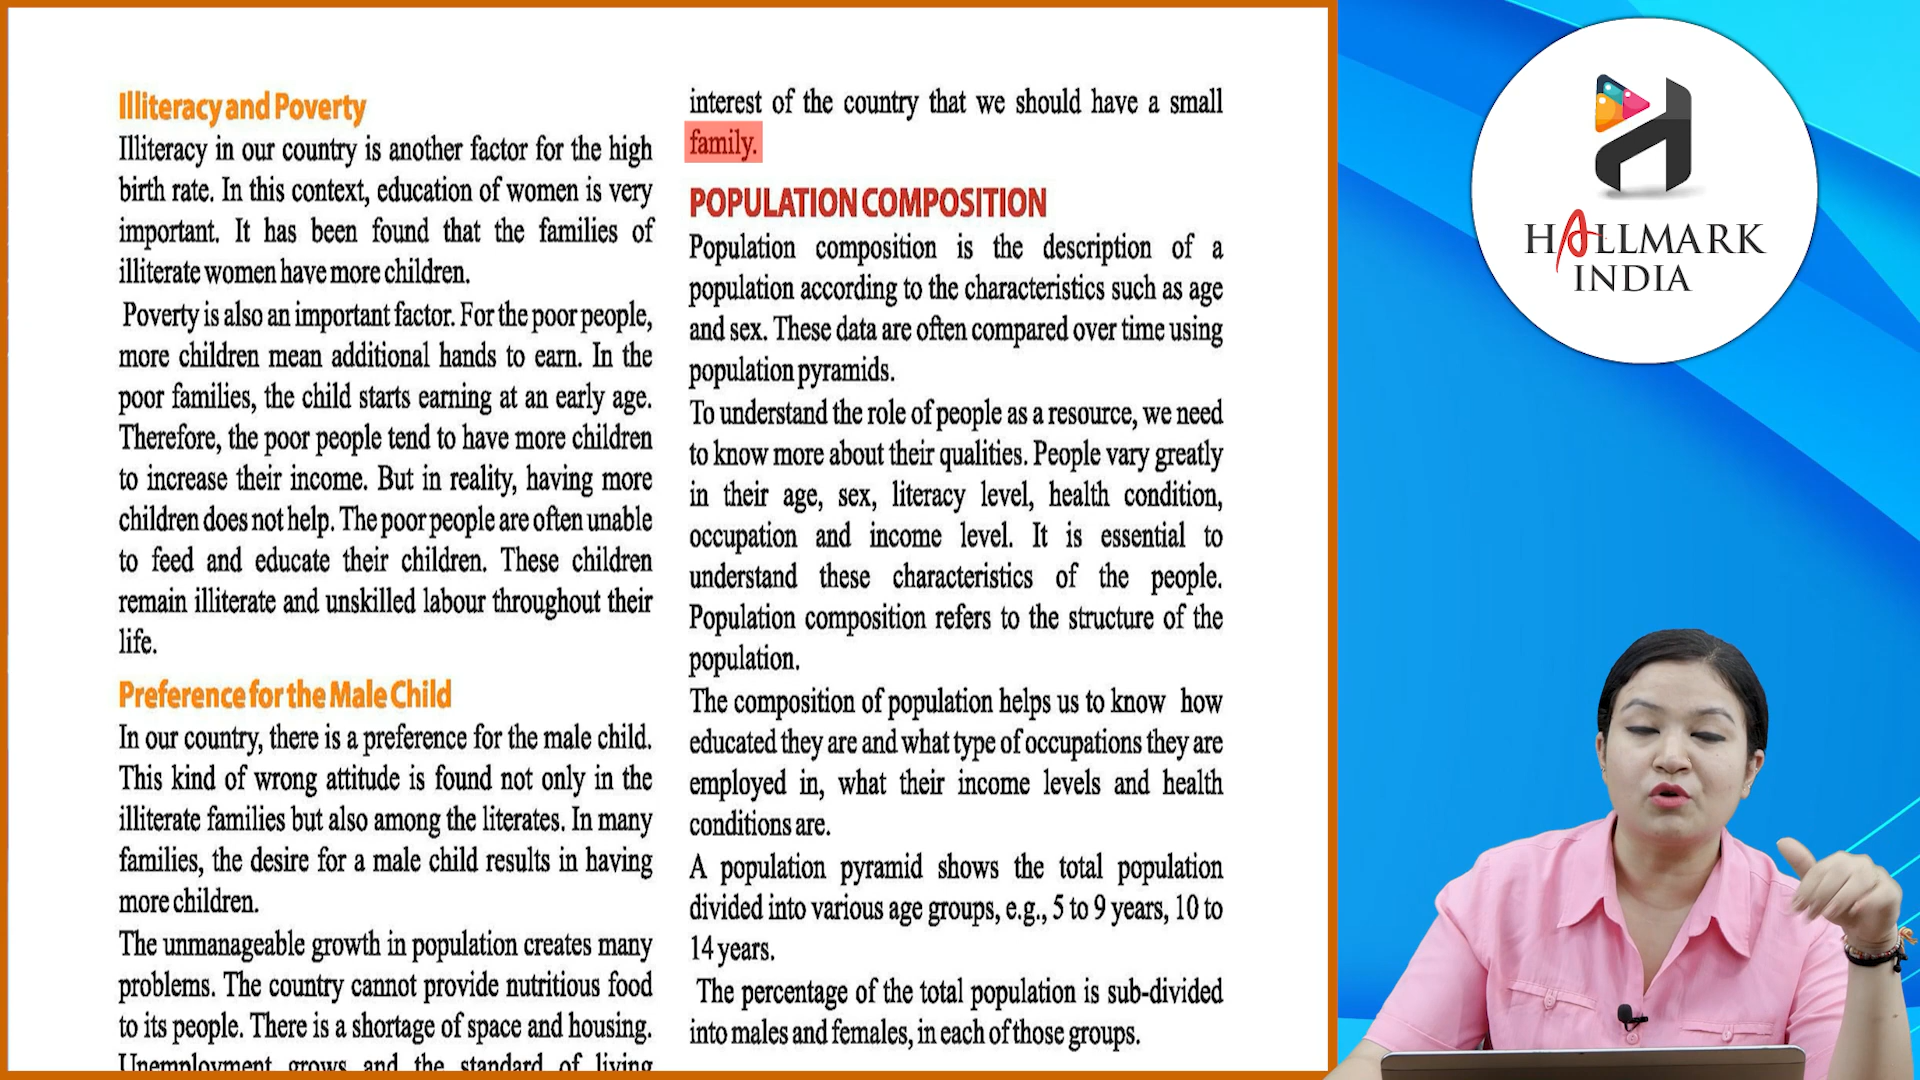 Illiteracy and Poverty
Illiteracy in our country is another factor for the high
birth rate. In this context, education of women is very
important. It has been found that the families of
illiterate women have more children.
Poverty is also an important factor. For the poor people,
more children mean additional hands to earn. In the
poor families, the child starts earning at an early age.
Therefore, the poor people tend to have more children
to increase their income. But in reality, having more
children does not help. The poor people are often unable
to feed and educate their children. These children
remain illiterate and unskilled labour throughout their
life.
Preference for the Male Child
In our country, there is a preference for the male child.
This kind of wrong attitude is found not only in the
illiterate families but also among the literates. In many
families, the desire for a male child results in having
more children.
The unmanageable growth in population creates many
problems. The country cannot provide nutritious food
to its people. There is a shortage of space and housing.
Unemployment grows and the standard of living
interest of the country that we should have a small
family.
POPULATION COMPOSITION
Population composition is the description of a
population according to the characteristics such as age
and sex. These data are often compared over time using
population pyramids.
To understand the role of people as a resource, we need
to know more about their qualities. People vary greatly
in their age, sex, literacy level, health condition,
occupation and income level. It is essential to
understand these characteristics of the people.
Population composition refers to the structure of the
population.
The composition of population helps us to know how
educated they are and what type of occupations they are
employed in, what their income levels and health
conditions are.
A population pyramid shows the total population
divided into various age groups, e.g., 5 to 9 years, 10 to
14 years.
The percentage of the total population is sub-divided
into males and females, in each of those groups.
HALLMARK
INDIA